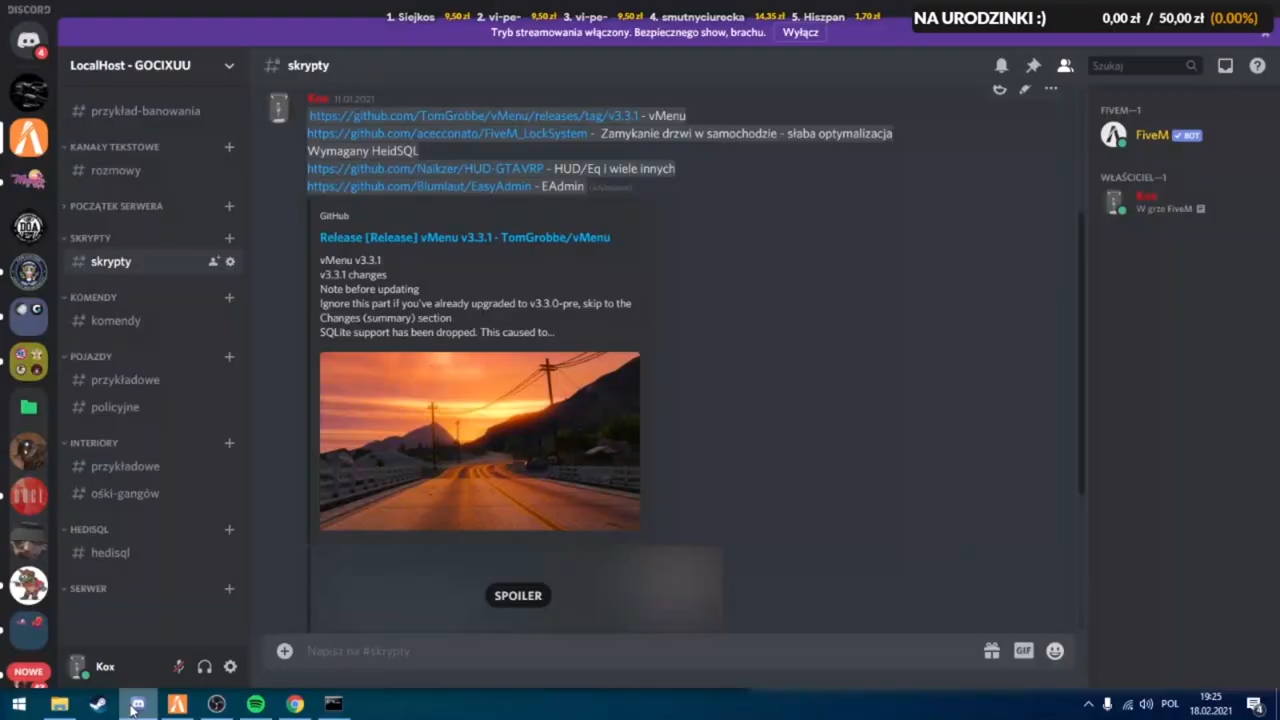 DISCORD
1. Siejkos 9,50 zł 2. vi-pe- 9,50 zł 3. vi-pe- 9,50 zł 4. smutnyciurecka 14,35 zł 5. Hiszpan 1,70 zł
NA URODZINKI :) 0,00 zł / 50,00 zł (0.00%)
Tryb streamowania włączony. Bezpiecznego show, brachu. Wyłącz
LocalHost - GOCIXUU
skrypty
Szukaj
przykład-banowania
KANAŁY TEKSTOWE
rozmowy
POCZĄTEK SERWERA
SKRYPTY
skrypty
KOMENDY
komendy
POJAZDY
przykładowe
policyjne
INTERIORY
przykładowe
ośki-gangów
HEDISQL
hedisql
SERWER
NOWE
Kox
Kox 11.01.2021
https://github.com/TomGrobbe/vMenu/releases/tag/v3.3.1 - vMenu
https://github.com/acecconato/FiveM_LockSystem - Zamykanie drzwi w samochodzie - słaba optymalizacja
Wymagany HeidSQL
https://github.com/Naikzer/HUD-GTAVRP - HUD/Eq i wiele innych
https://github.com/Blumlaut/EasyAdmin - EAdmin
GitHub
Release [Release] vMenu v3.3.1 - TomGrobbe/vMenu
vMenu v3.3.1
v3.3.1 changes
Note before updating
Ignore this part if you've already upgraded to v3.3.0-pre, skip to the
Changes (summary) section
SQLite support has been dropped. This caused to...
SPOILER
Napisz na #skrypty
GIF
FIVEM—1
FiveM BOT
WŁAŚCICIEL—1
Kox
W grze FiveM
POL
19:25
18.02.2021